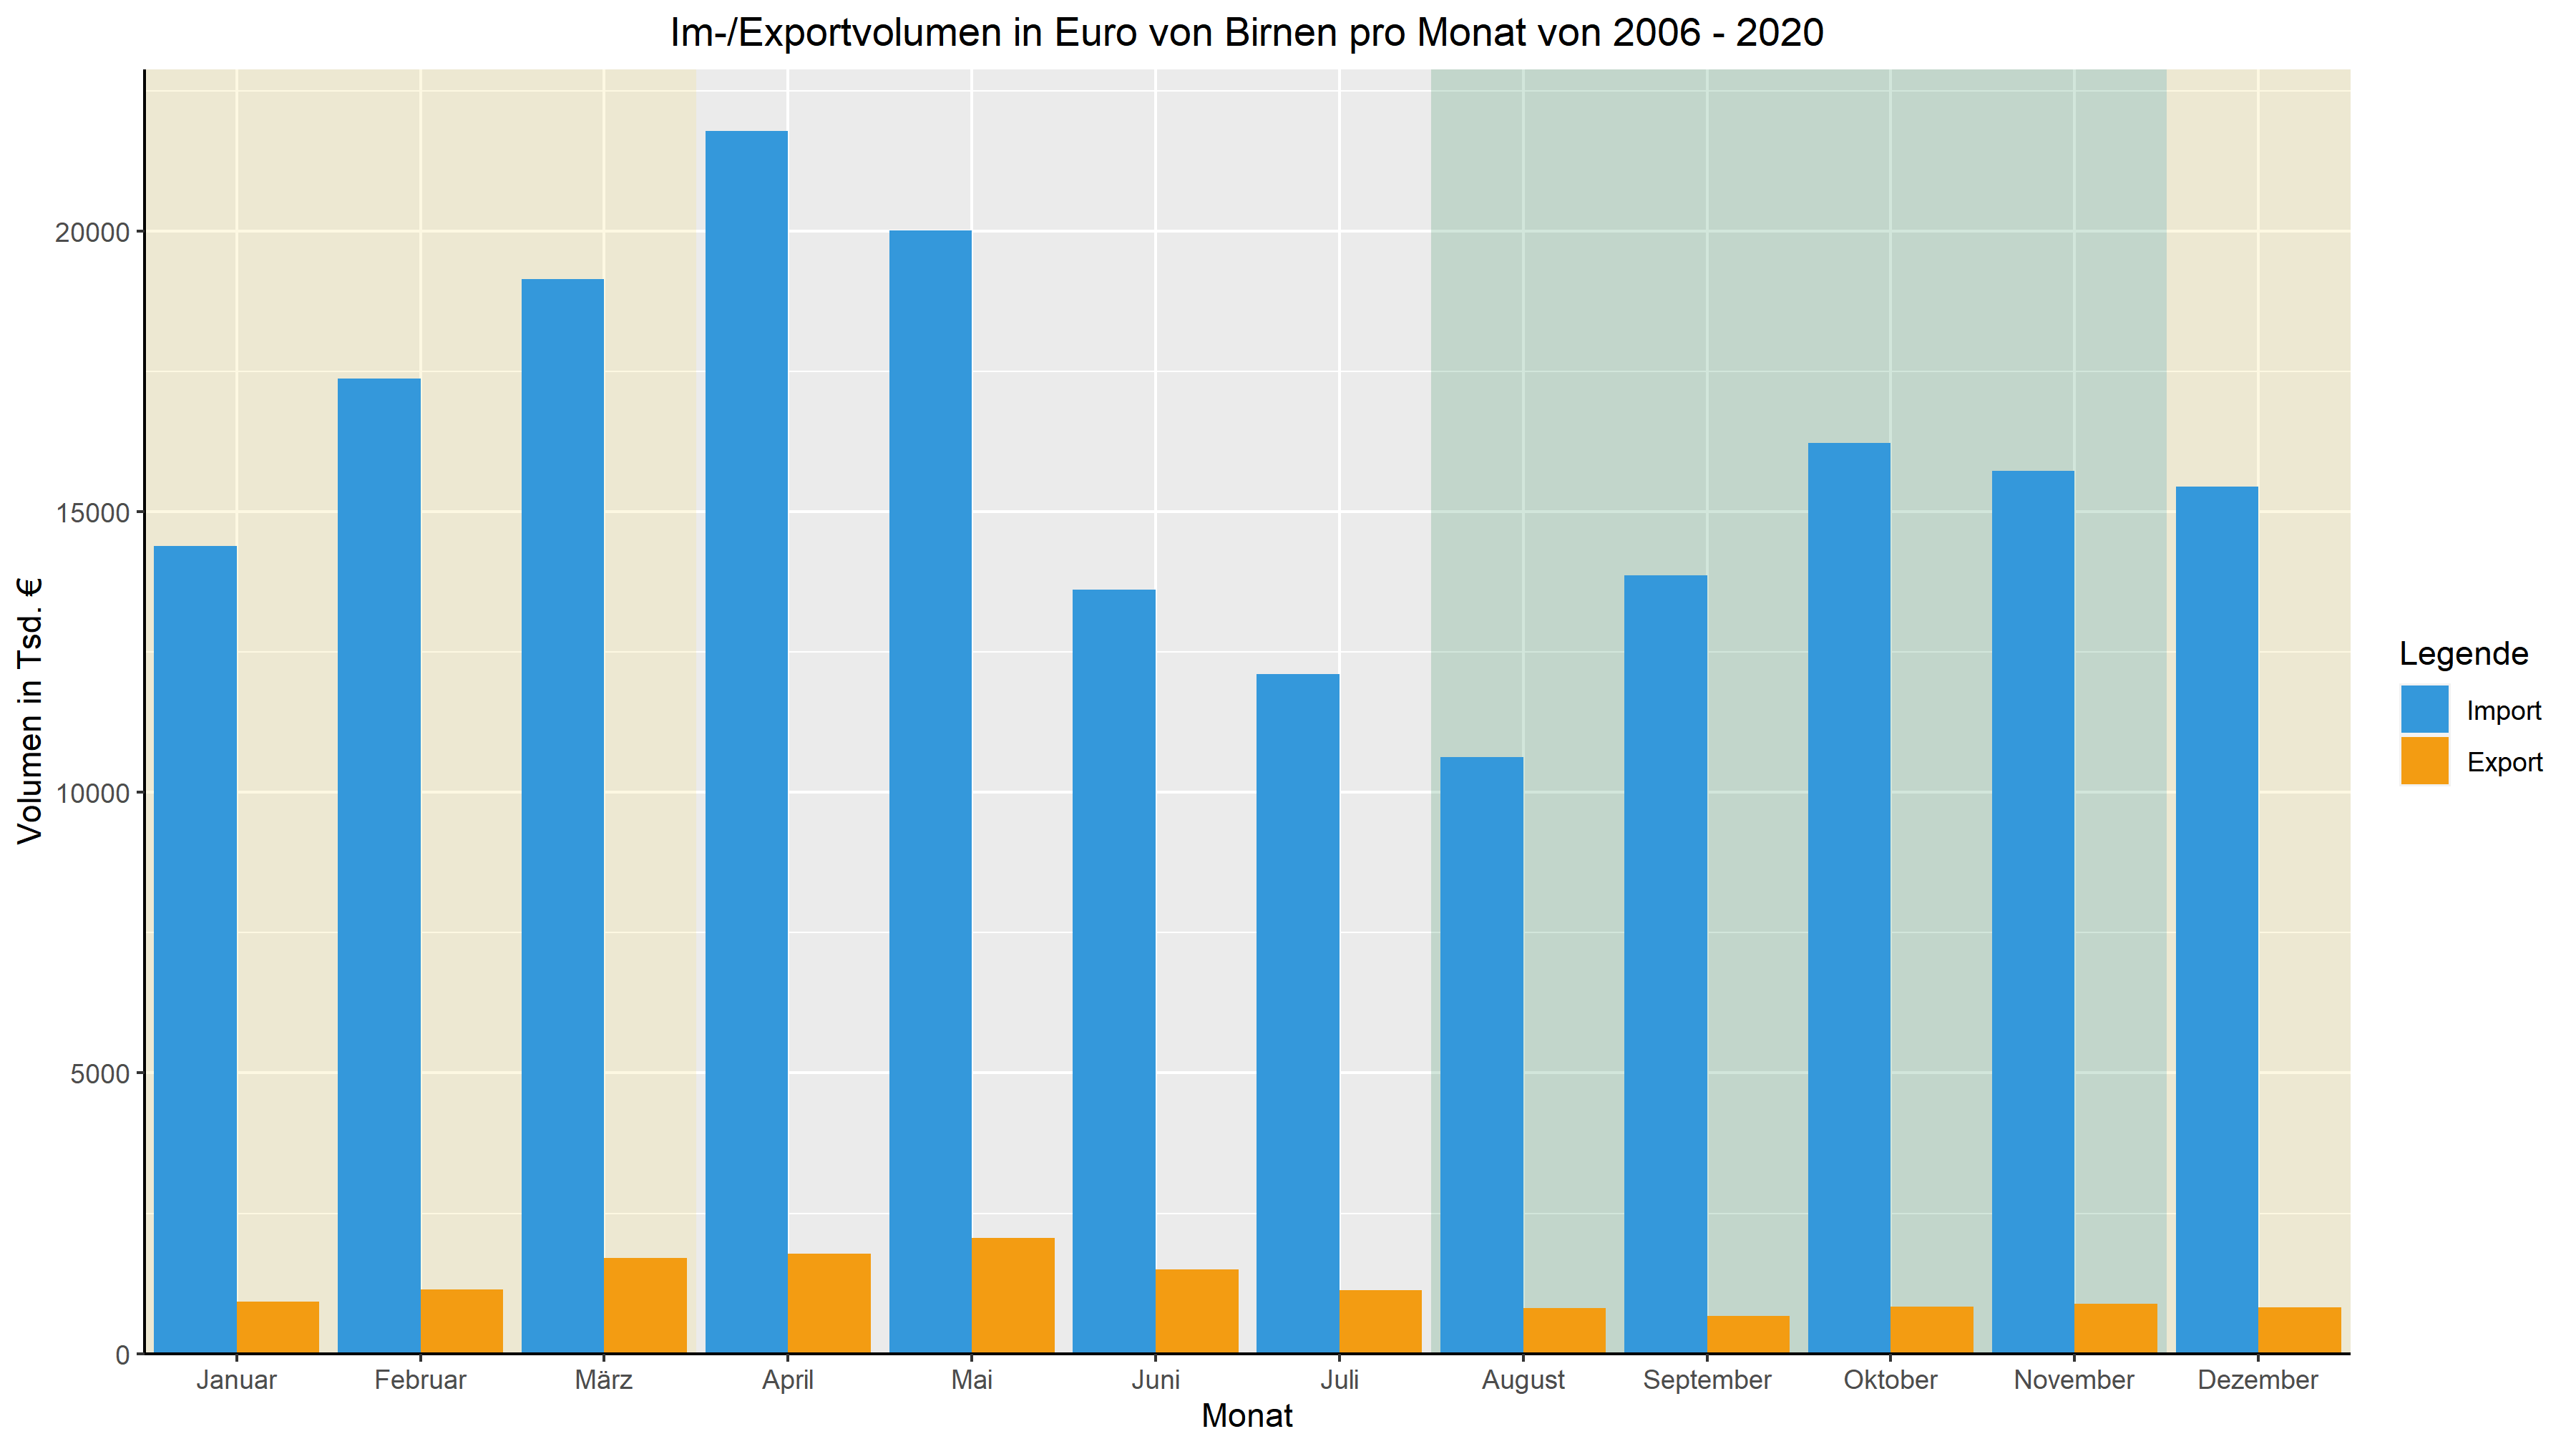 Im-/Exportvolumen in Euro von Birnen pro Monat von 2006 - 2020
Volumen in Tsd. €
20000
15000
10000
5000
0
Januar Februar März April Mai Juni Juli August September Oktober November Dezember
Monat
Legende
Import
Export